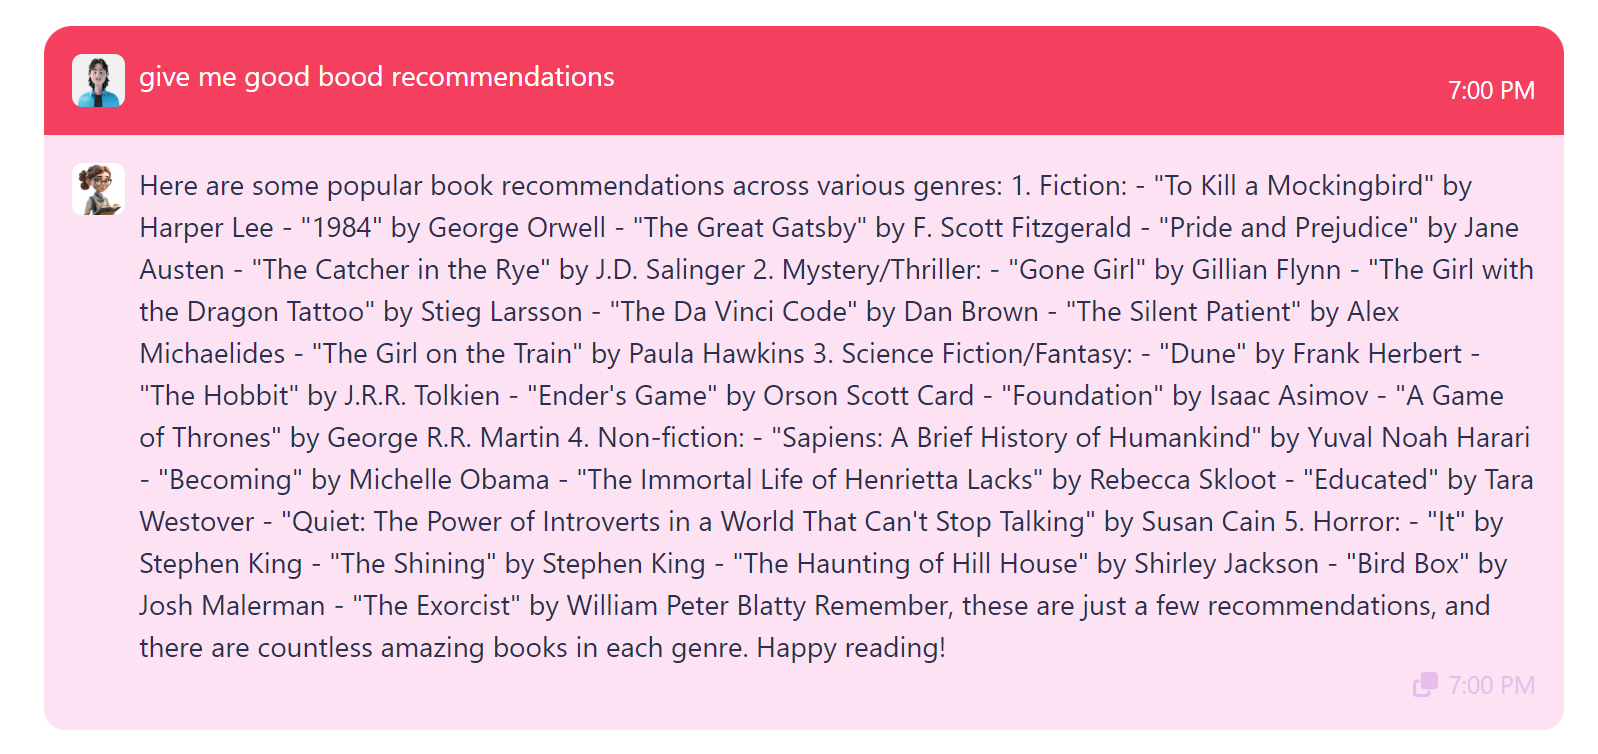 give me good bood recommendations
7:00 PM
Here are some popular book recommendations across various genres: 1. Fiction: - "To Kill a Mockingbird" by
Harper Lee - "1984" by George Orwell - "The Great Gatsby" by F. Scott Fitzgerald - "Pride and Prejudice" by Jane
Austen - "The Catcher in the Rye" by J.D. Salinger 2. Mystery/Thriller: - "Gone Girl" by Gillian Flynn - "The Girl with
the Dragon Tattoo" by Stieg Larsson - "The Da Vinci Code" by Dan Brown - "The Silent Patient" by Alex
Michaelides - "The Girl on the Train" by Paula Hawkins 3. Science Fiction/Fantasy: - "Dune" by Frank Herbert -
"The Hobbit" by J.R.R. Tolkien - "Ender's Game" by Orson Scott Card - "Foundation" by Isaac Asimov - "A Game
of Thrones" by George R.R. Martin 4. Non-fiction: - "Sapiens: A Brief History of Humankind" by Yuval Noah Harari
- "Becoming" by Michelle Obama - "The Immortal Life of Henrietta Lacks" by Rebecca Skloot - "Educated" by Tara
Westover - "Quiet: The Power of Introverts in a World That Can't Stop Talking" by Susan Cain 5. Horror: - "It" by
Stephen King - "The Shining" by Stephen King - "The Haunting of Hill House" by Shirley Jackson - "Bird Box" by
Josh Malerman - "The Exorcist" by William Peter Blatty Remember, these are just a few recommendations, and
there are countless amazing books in each genre. Happy reading!
7:00 PM